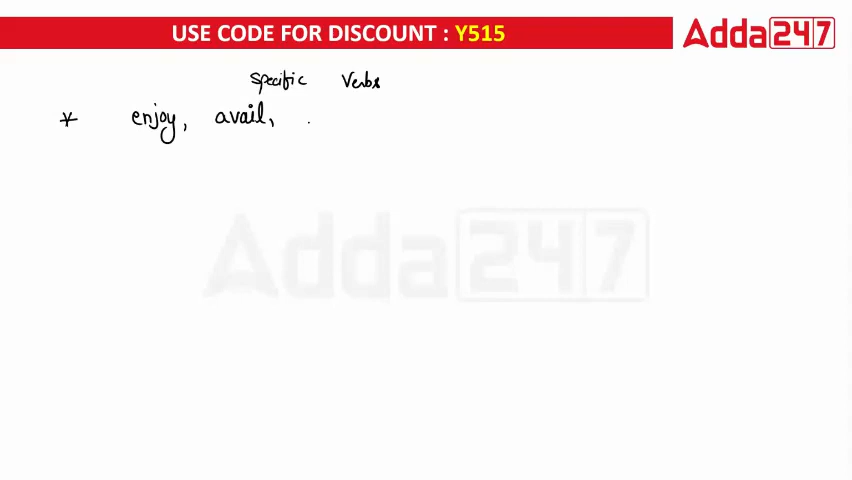 USE CODE FOR DISCOUNT : Y515
Adda247
Specific Verbs
* enjoy, avail,
Adda247